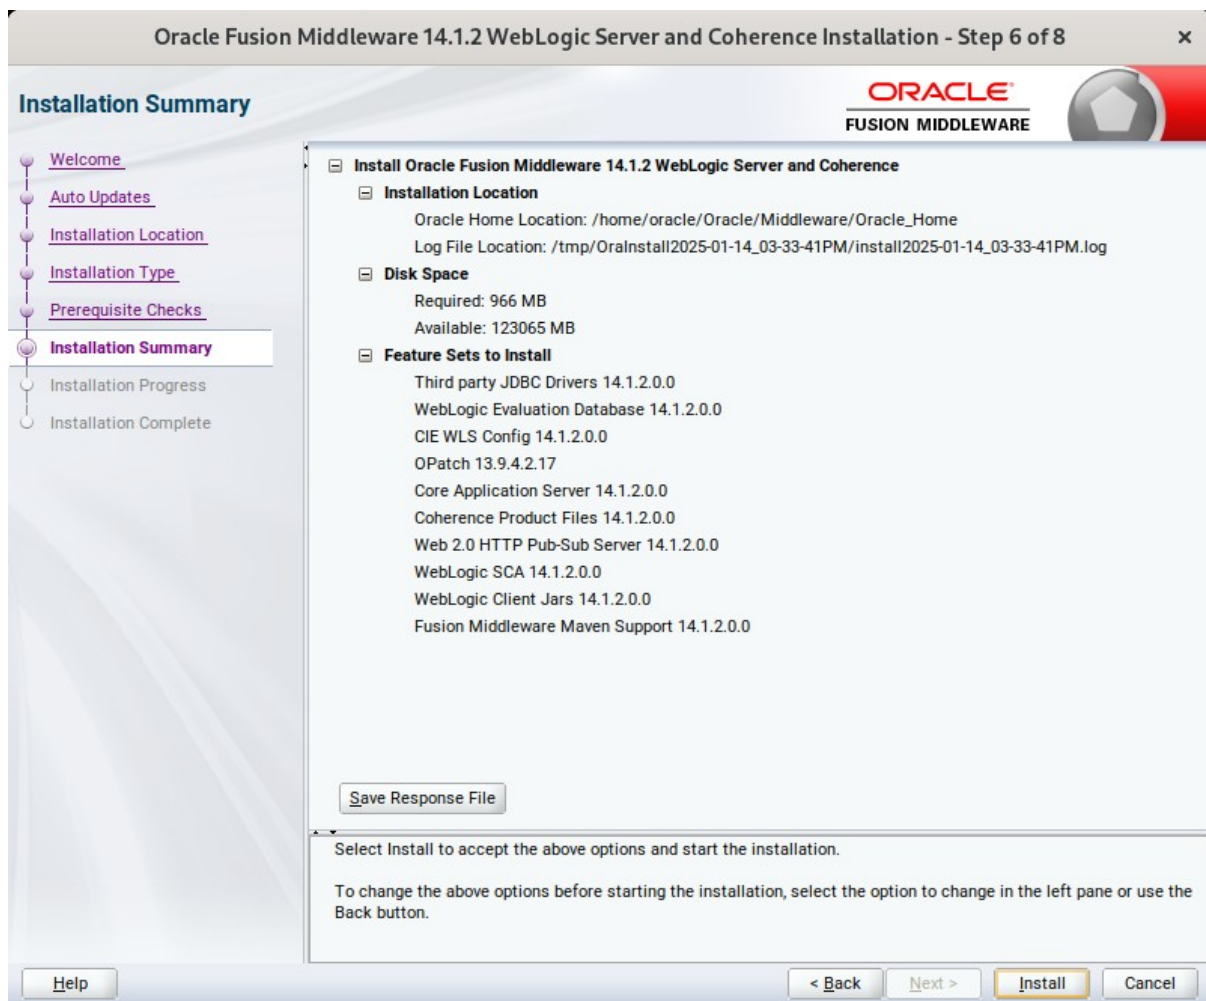 Oracle Fusion Middleware 14.1.2 WebLogic Server and Coherence Installation - Step 6 of 8
Installation Summary
ORACLE
FUSION MIDDLEWARE
Welcome
Auto Updates
Installation Location
Installation Type
Prerequisite Checks
Installation Summary
Installation Progress
Installation Complete
Install Oracle Fusion Middleware 14.1.2 WebLogic Server and Coherence
Installation Location
Oracle Home Location: /home/oracle/Oracle/Middleware/Oracle_Home
Log File Location: /tmp/OraInstall2025-01-14_03-33-41PM/install2025-01-14_03-33-41PM.log
Disk Space
Required: 966 MB
Available: 123065 MB
Feature Sets to Install
Third party JDBC Drivers 14.1.2.0.0
WebLogic Evaluation Database 14.1.2.0.0
CIE WLS Config 14.1.2.0.0
OPatch 13.9.4.2.17
Core Application Server 14.1.2.0.0
Coherence Product Files 14.1.2.0.0
Web 2.0 HTTP Pub-Sub Server 14.1.2.0.0
WebLogic SCA 14.1.2.0.0
WebLogic Client Jars 14.1.2.0.0
Fusion Middleware Maven Support 14.1.2.0.0
Save Response File
Select Install to accept the above options and start the installation.
To change the above options before starting the installation, select the option to change in the left pane or use the
Back button.
Help
< Back
Next >
Install
Cancel